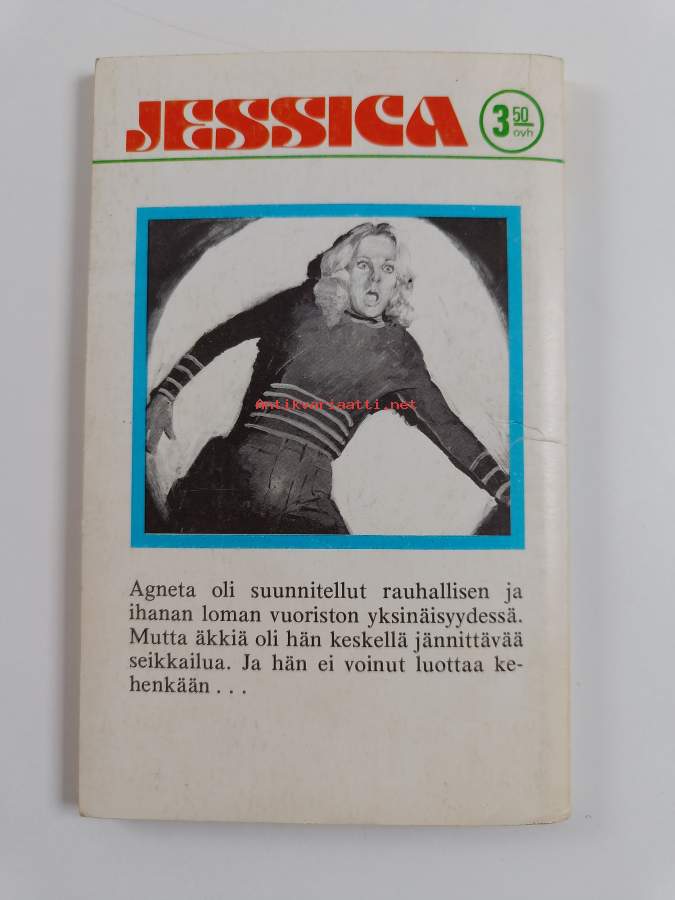 JESSICA
3 50
ovh
Antikvariaatti.net
Agneta oli suunnitellut rauhallisen ja
ihanan loman vuoriston yksinäisyydessä.
Mutta äkkiä oli hän keskellä jännittävää
seikkailua. Ja hän ei voinut luottaa ke-
henkään . . .